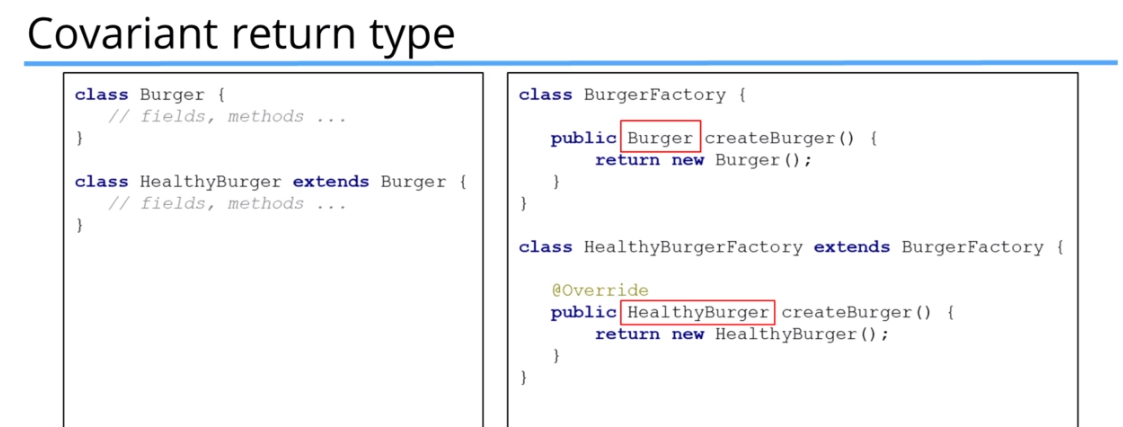 Covariant return type
class Burger {
// fields, methods ...
}
class HealthyBurger extends Burger {
// fields, methods ...
}
class BurgerFactory {
public Burger createBurger() {
return new Burger();
}
}
class HealthyBurgerFactory extends BurgerFactory {
@Override
public HealthyBurger createBurger() {
return new HealthyBurger();
}
}